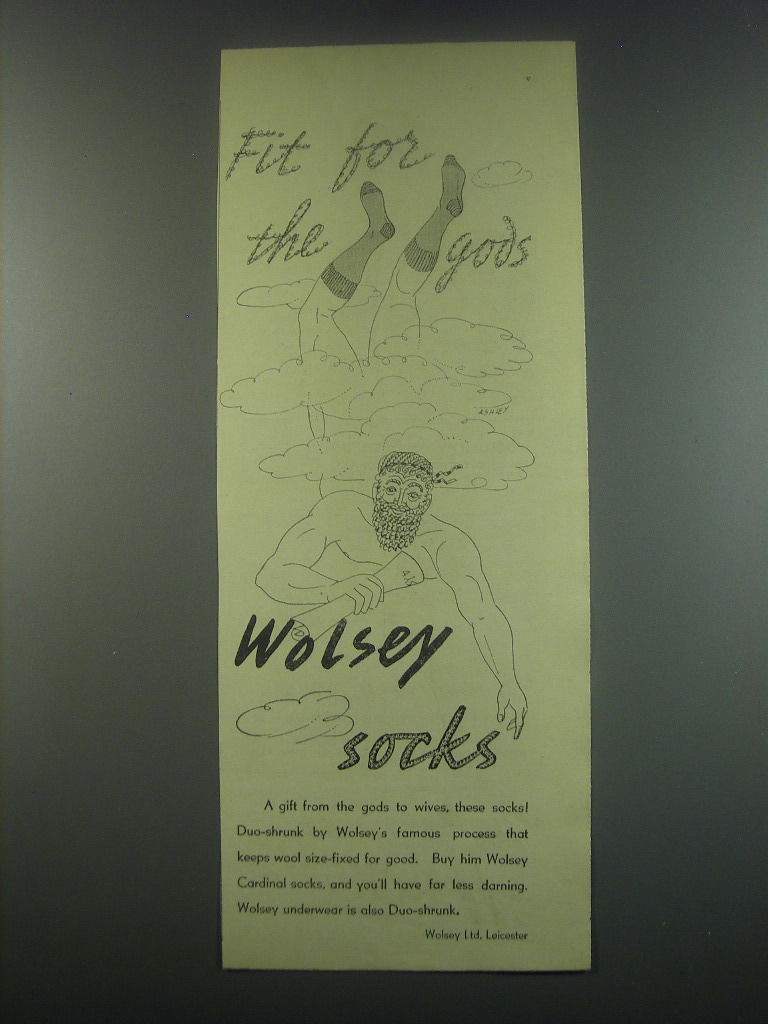 Fit for
the gods
ASHLEY
Wolsey
socks
A gift from the gods to wives, these socks!
Duo-shrunk by Wolsey's famous process that
keeps wool size-fixed for good. Buy him Wolsey
Cardinal socks, and you'll have far less darning.
Wolsey underwear is also Duo-shrunk.
Wolsey Ltd, Leicester